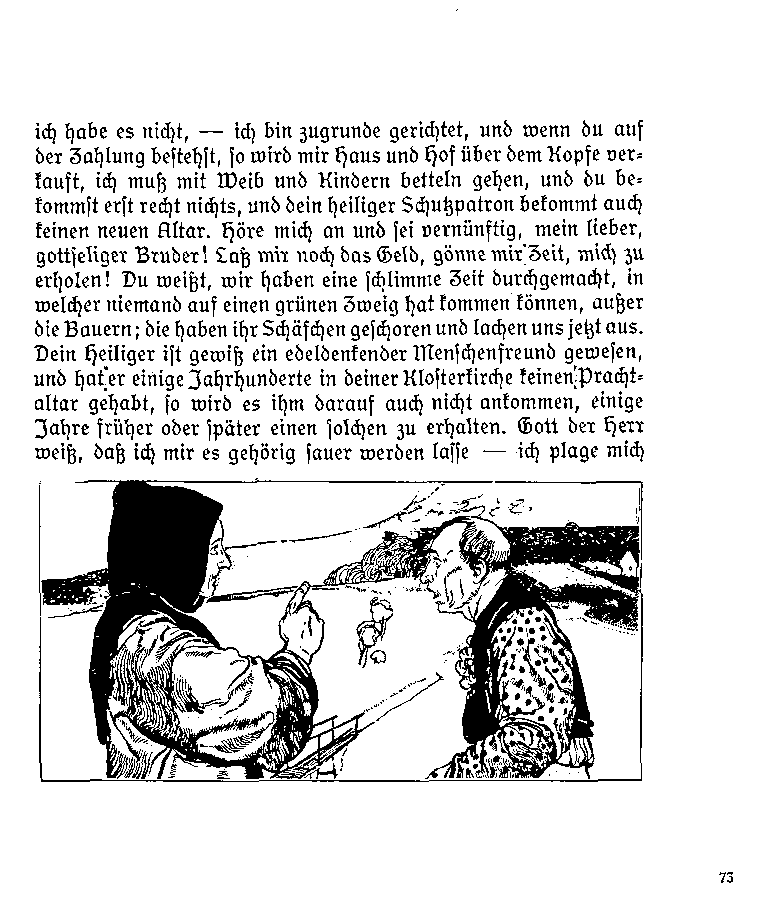 ich habe es nicht, — ich bin zugrunde gerichtet, und wenn du auf
der Zahlung bestehst, so wird mir Haus und Hof über dem Kopfe ver-
kauft, ich muß mit Weib und Kindern betteln gehen, und du be-
kommst erst recht nichts, und dein heiliger Schutzpatron bekommt auch
keinen neuen Altar. Höre mich an und sei vernünftig, mein lieber,
gottseliger Bruder! Laß mir noch das Geld, gönne mir Zeit, mich zu
erholen! Du weißt, wir haben eine schlimme Zeit durchgemacht, in
welcher niemand auf einen grünen Zweig hat kommen können, außer
die Bauern; die haben ihr Schäfchen geschoren und lachen uns jetzt aus.
Dein Heiliger ist gewiß ein edeldenkender Menschenfreund gewesen,
und hat er einige Jahrhunderte in deiner Klosterkirche keinen Pracht-
altar gehabt, so wird es ihm darauf auch nicht ankommen, einige
Jahre früher oder später einen solchen zu erhalten. Gott der Herr
weiß, daß ich mir es gehörig sauer werden lasse — ich plage mich
73